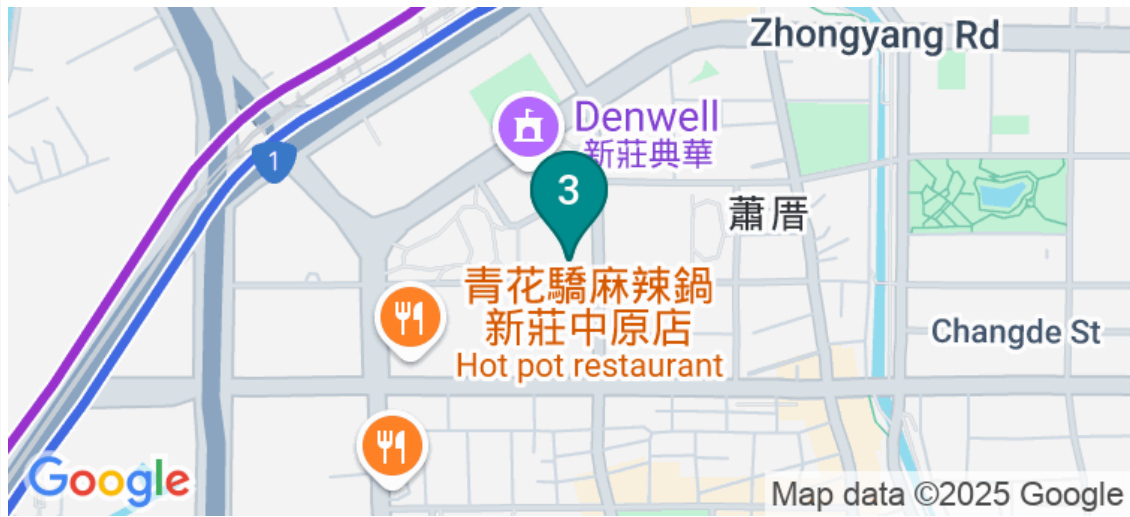 Zhongyang Rd
Denwell
新莊典華
1
3
蕭厝
青花驕麻辣鍋
新莊中原店
Hot pot restaurant
Changde St
Google
Map data ©2025 Google